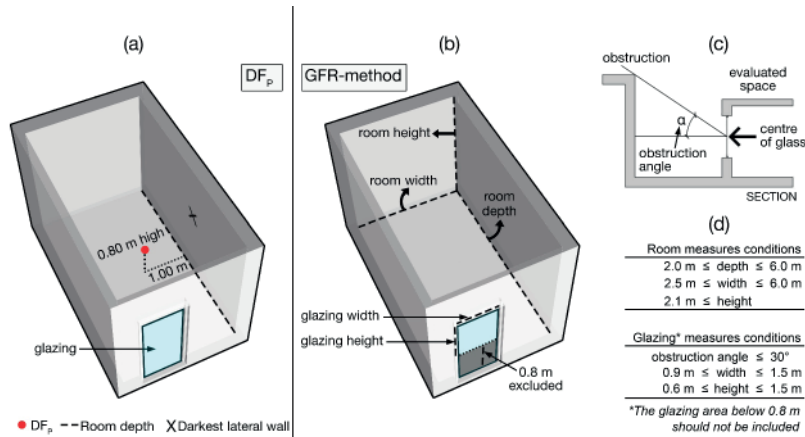 (a)
DFP
0.80 m high
1.00 m
glazing
DFP
Room depth
X Darkest lateral wall
(b)
GFR-method
room height
room width
room
depth
glazing width
glazing height
0.8 m
excluded
(c)
obstruction
evaluated
space
α
centre
of glass
obstruction
angle
SECTION
(d)
Room measures conditions
2.0 m ≤ depth ≤ 6.0 m
2.5 m ≤ width ≤ 6.0 m
2.1 m ≤ height
Glazing* measures conditions
obstruction angle ≤ 30°
0.9 m ≤ width ≤ 1.5 m
0.6 m ≤ height ≤ 1.5 m
*The glazing area below 0.8 m
should not be included